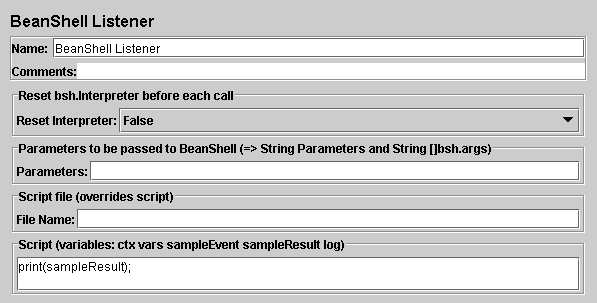 BeanShell Listener
Name: BeanShell Listener
Comments:
Reset bsh.Interpreter before each call
Reset Interpreter: False
Parameters to be passed to BeanShell (=> String Parameters and String []bsh.args)
Parameters:
Script file (overrides script)
File Name:
Script (variables: ctx vars sampleEvent sampleResult log)
print(sampleResult);